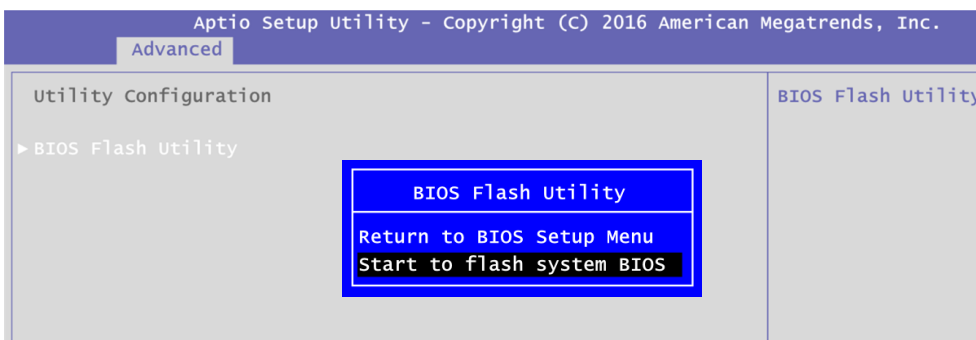 Aptio Setup Utility - Copyright (C) 2016 American Megatrends, Inc.
Advanced
Utility Configuration
BIOS Flash Utility
► BIOS Flash Utility
BIOS Flash Utility
Return to BIOS Setup Menu
Start to flash system BIOS